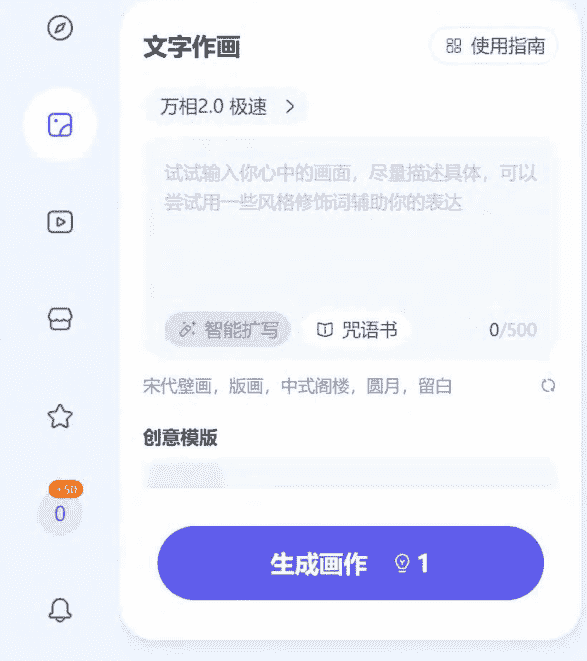 文字作画
使用指南
万相2.0 极速
试试输入你心中的画面，尽量描述具体，可以
尝试用一些风格修饰词辅助你的表达
智能扩写
咒语书
0/500
宋代壁画，版画，中式阁楼，圆月，留白
创意模版
+50
0
生成画作
1